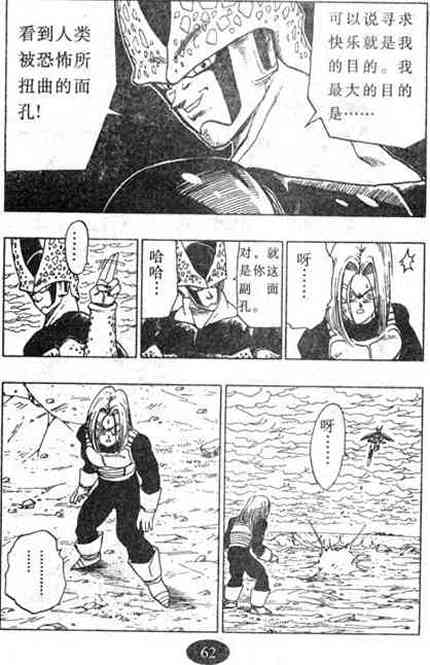 可以说寻求
快乐就是我
的目的。我
最大的目的
是……
看到人类
被恐怖所
扭曲的面
孔！
呀
……
对、就
是你这
副面
孔。
哈
哈
……
……
呀
……
……
62